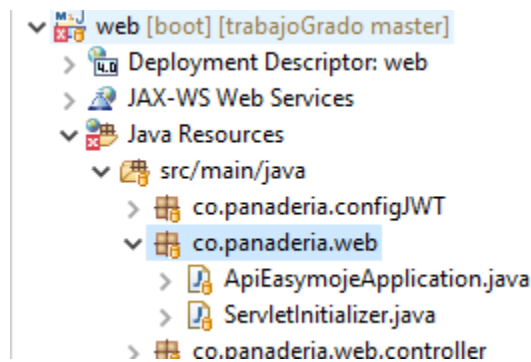 web [boot] [trabajoGrado master]
Deployment Descriptor: web
JAX-WS Web Services
Java Resources
src/main/java
co.panaderia.configJWT
co.panaderia.web
ApiEasymojeApplication.java
ServletInitializer.java
co.panaderia.web.controller